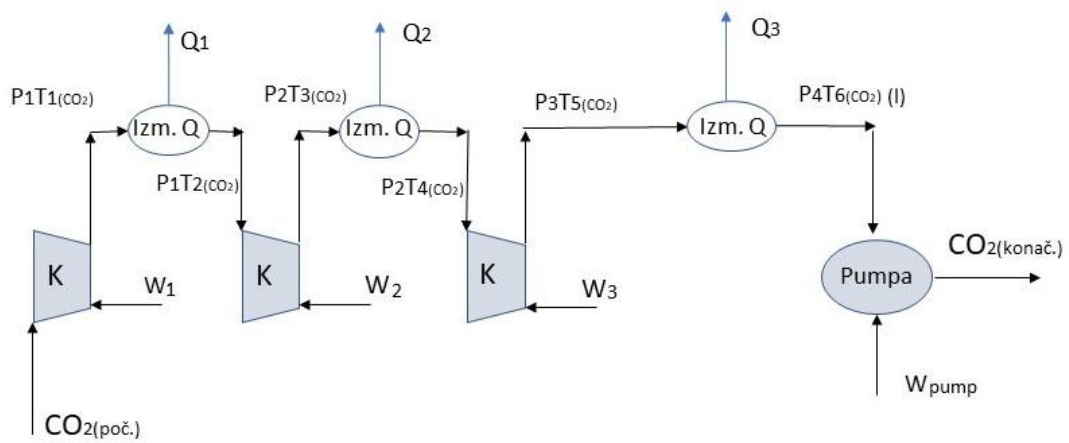 Q1
Q2
Q3
P1T1(CO2)
P2T3(CO2)
P3T5(CO2)
P4T6(CO2) (l)
Izm. Q
Izm. Q
Izm. Q
P1T2(CO2)
P2T4(CO2)
K
K
K
Pumpa
CO2(konač.)
W1
W2
W3
Wpump
CO2(poč.)